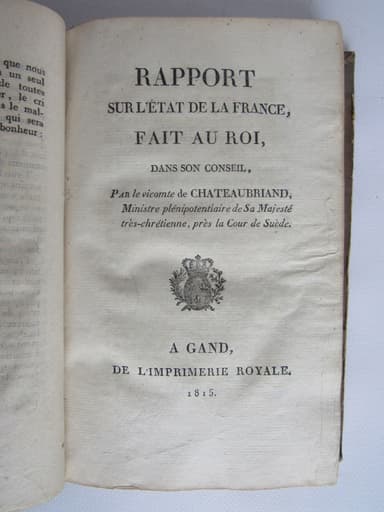 que nous
un seul
de toutes
er, le cri
s le mal-
qui sera
bonheur :
RAPPORT
SUR L'ÉTAT DE LA FRANCE,
FAIT AU ROI,
DANS SON CONSEIL,
PAR le vicomte de CHATEAUBRIAND,
Ministre plénipotentiaire de Sa Majesté
très-chrétienne, près la Cour de Suède.
A GAND,
DE L'IMPRIMERIE ROYALE.
1815.